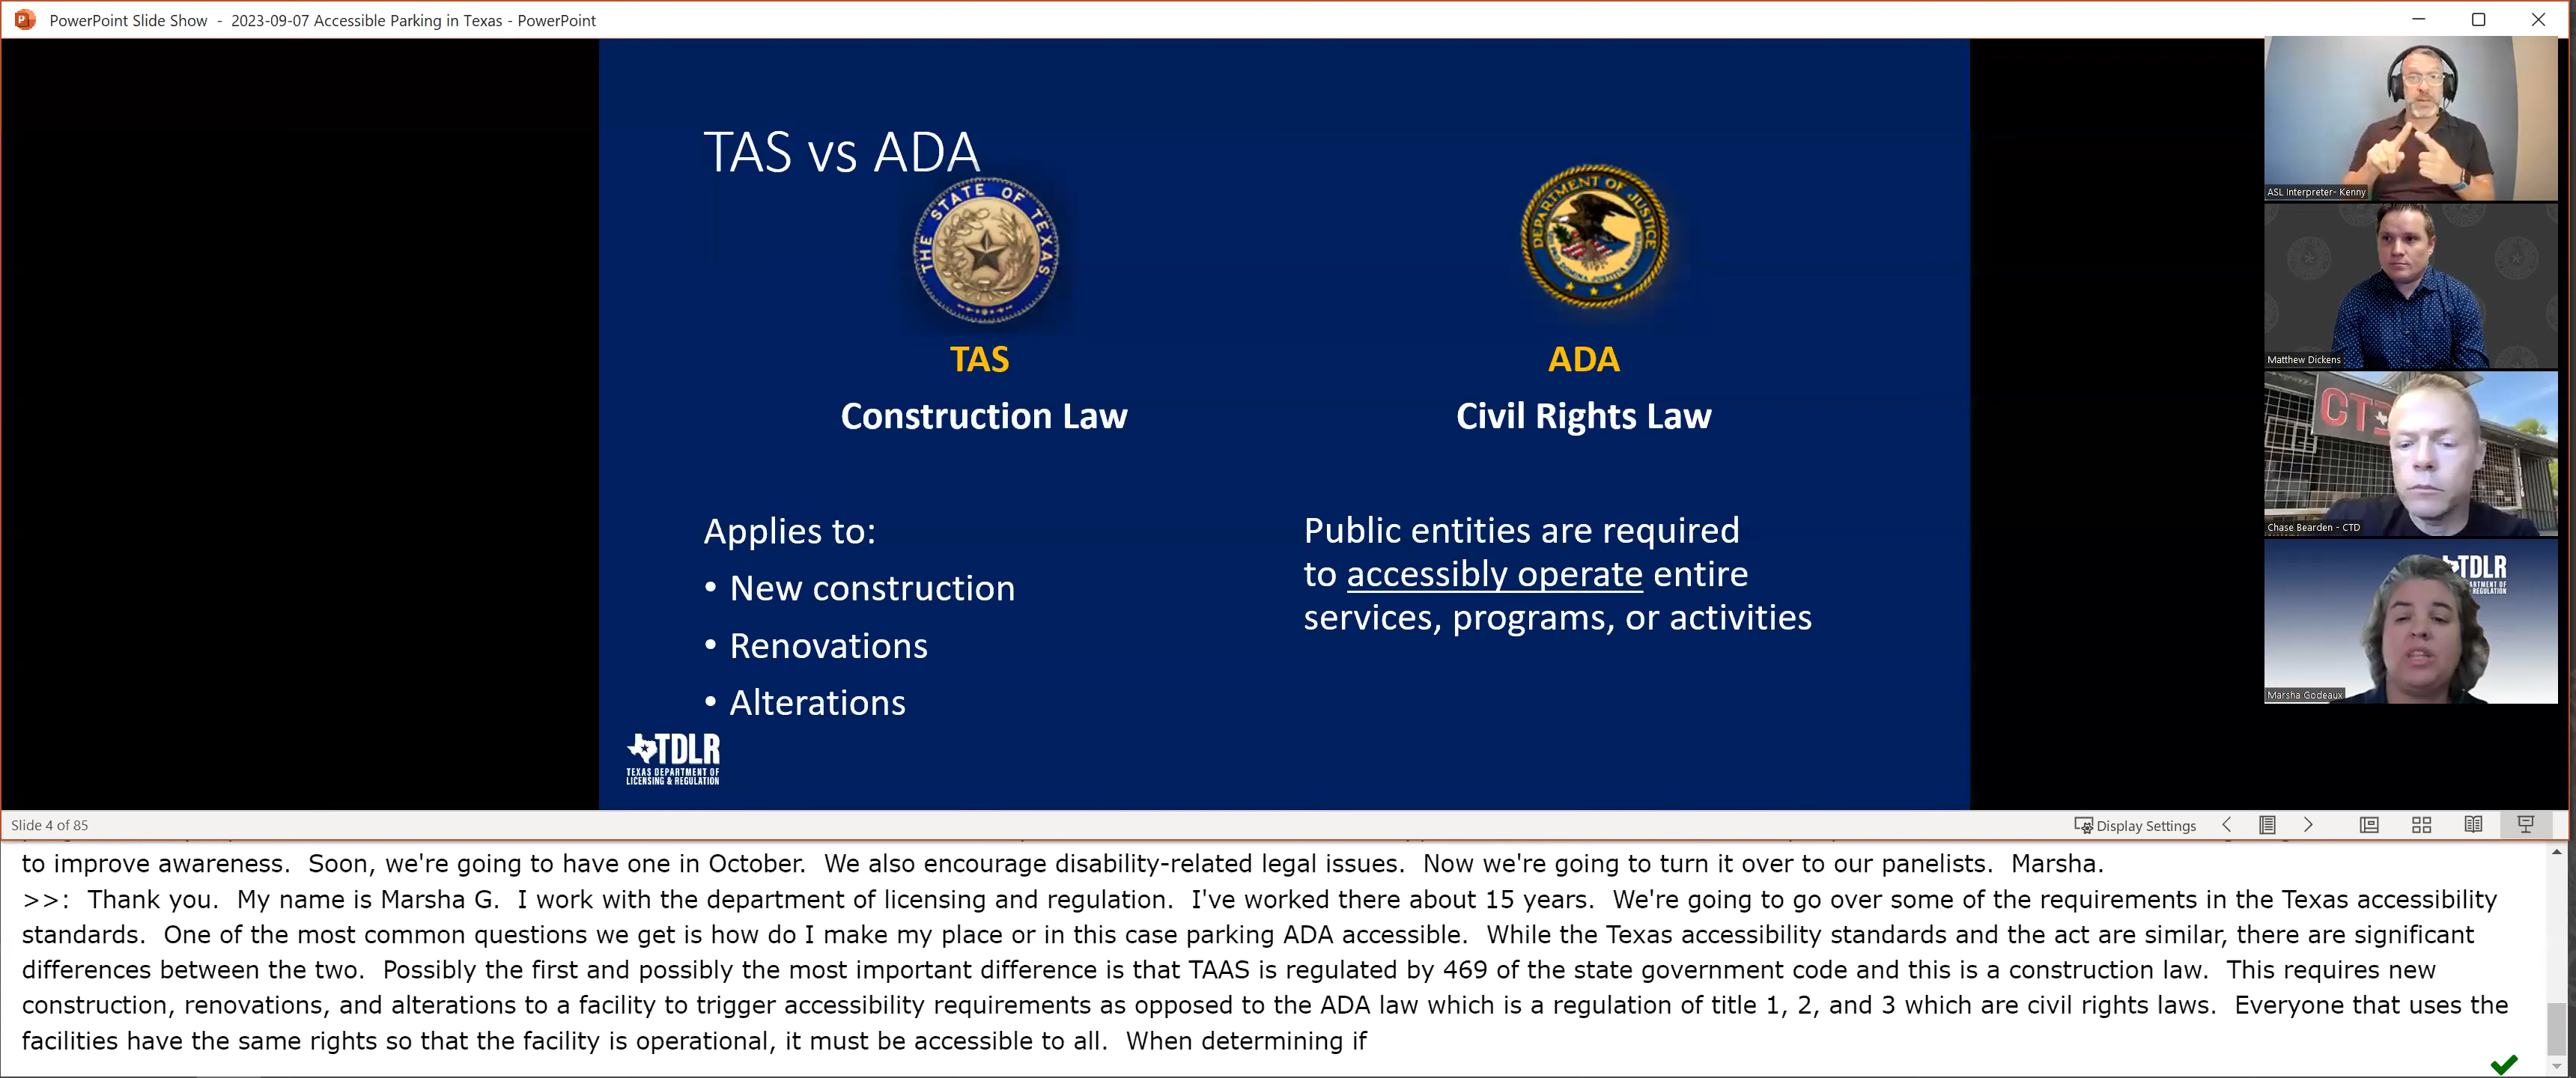 PowerPoint Slide Show - 2023-09-07 Accessible Parking in Texas - PowerPoint
TAS vs ADA
THE STATE OF TEXAS
DEPARTMENT OF JUSTICE
TAS
ADA
Construction Law
Civil Rights Law
Applies to:
• New construction
• Renovations
• Alterations
Public entities are required
to accessibly operate entire
services, programs, or activities
TDLR
TEXAS DEPARTMENT OF
LICENSING & REGULATION
ASL Interpreter- Kenny
Matthew Dickens
CTD
Chase Bearden - CTD
TDLR
ARTMENT OF
REGULATION
Marsha Godeaux
Slide 4 of 85
Display Settings
to improve awareness. Soon, we're going to have one in October. We also encourage disability-related legal issues. Now we're going to turn it over to our panelists. Marsha.
>>: Thank you. My name is Marsha G. I work with the department of licensing and regulation. I've worked there about 15 years. We're going to go over some of the requirements in the Texas accessibility
standards. One of the most common questions we get is how do I make my place or in this case parking ADA accessible. While the Texas accessibility standards and the act are similar, there are significant
differences between the two. Possibly the first and possibly the most important difference is that TAAS is regulated by 469 of the state government code and this is a construction law. This requires new
construction, renovations, and alterations to a facility to trigger accessibility requirements as opposed to the ADA law which is a regulation of title 1, 2, and 3 which are civil rights laws. Everyone that uses the
facilities have the same rights so that the facility is operational, it must be accessible to all. When determining if